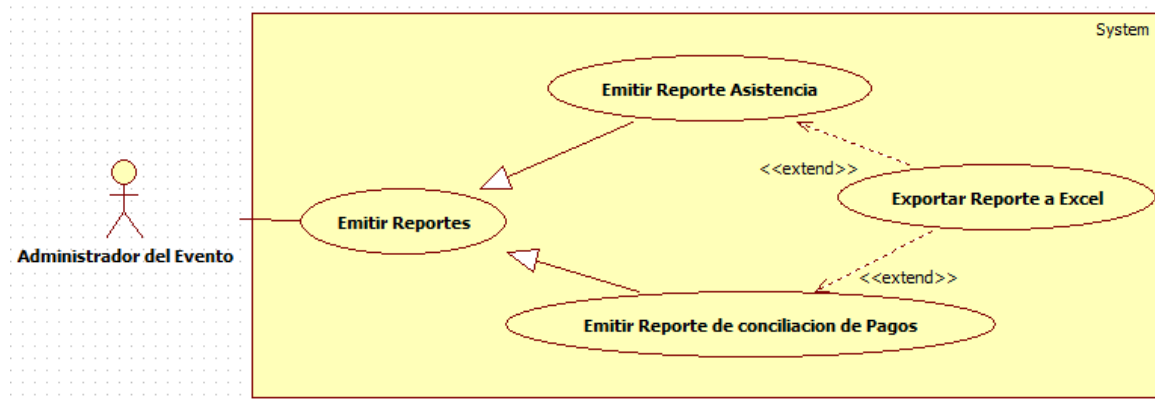 System
Emitir Reporte Asistencia
<<extend>>
Exportar Reporte a Excel
Emitir Reportes
Administrador del Evento
<<extend>>
Emitir Reporte de conciliacion de Pagos